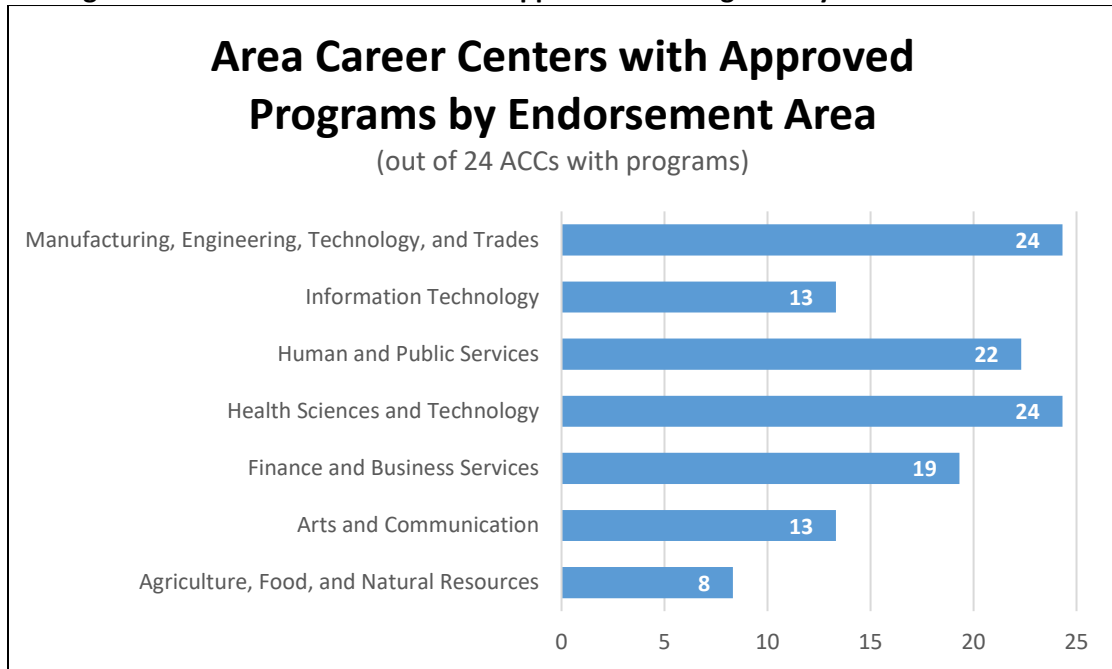 Area Career Centers with Approved
Programs by Endorsement Area
(out of 24 ACCs with programs)
Manufacturing, Engineering, Technology, and Trades 24
Information Technology 13
Human and Public Services 22
Health Sciences and Technology 24
Finance and Business Services 19
Arts and Communication 13
Agriculture, Food, and Natural Resources 8
0 5 10 15 20 25